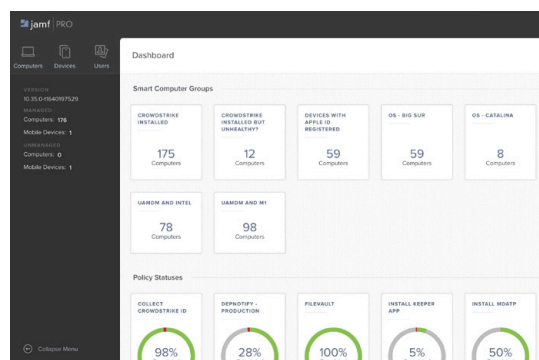 jamf PRO
Computers Devices Users
Dashboard
VERSION
10.35.0-t1640197529
MANAGED
Computers: 176
Mobile Devices: 1
UNMANAGED
Computers: 0
Mobile Devices: 1
Smart Computer Groups
CROWDSTRIKE INSTALLED
175
Computers
CROWDSTRIKE INSTALLED BUT UNHEALTHY?
12
Computers
DEVICES WITH APPLE ID REGISTERED
59
Computers
OS - BIG SUR
59
Computers
OS - CATALINA
8
Computers
UAMDM AND INTEL
78
Computers
UAMDM AND M1
98
Computers
Policy Statuses
COLLECT CROWDSTRIKE ID
98%
DEPNOTIFY - PRODUCTION
28%
FILEVAULT
100%
INSTALL KEEPER APP
5%
INSTALL MDATP
50%
Collapse Menu